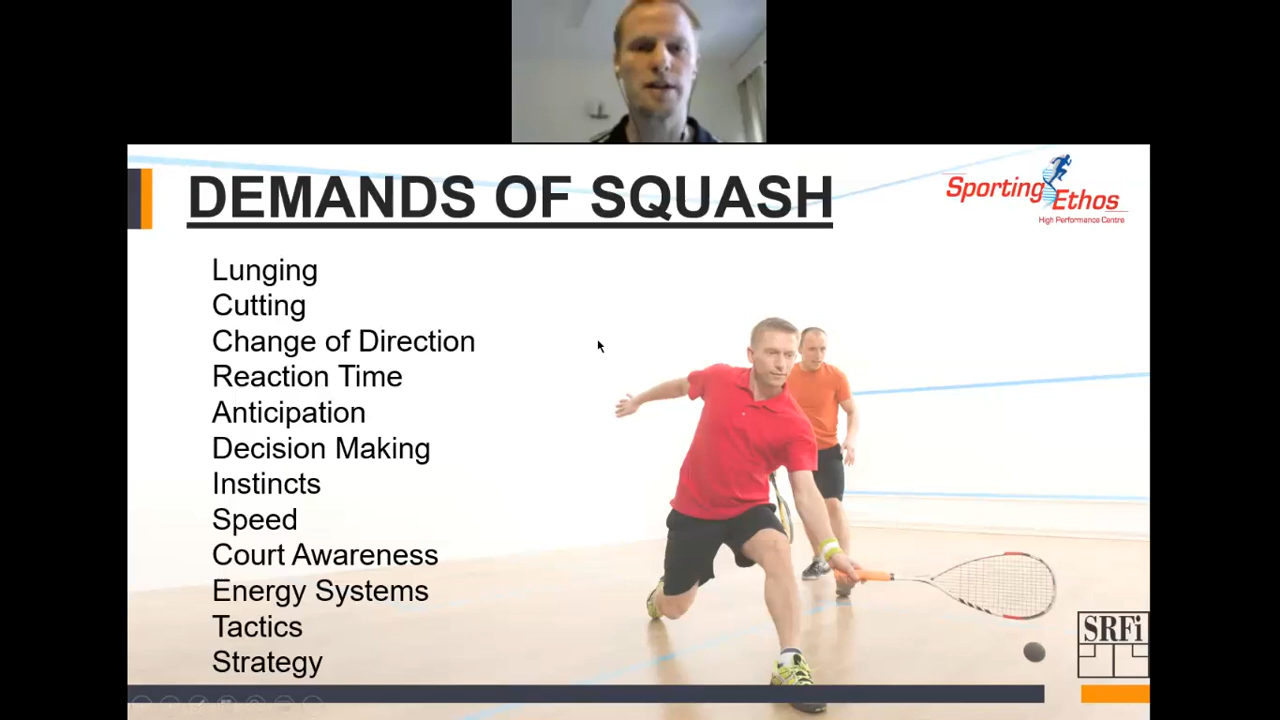 DEMANDS OF SQUASH
Sporting Ethos
High Performance Centre
Lunging
Cutting
Change of Direction
Reaction Time
Anticipation
Decision Making
Instincts
Speed
Court Awareness
Energy Systems
Tactics
Strategy
SRFi